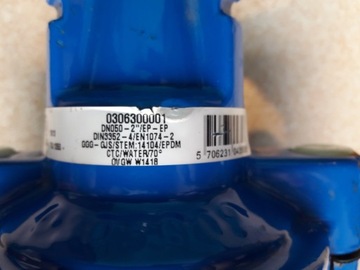 0306300001
DN050-2"/EP-EP
DIN3352-4/EN1074-2
GGG-GJS/STEM:14104/EPDM
CTC/WATER/70°
DVGW W1418
5 706231